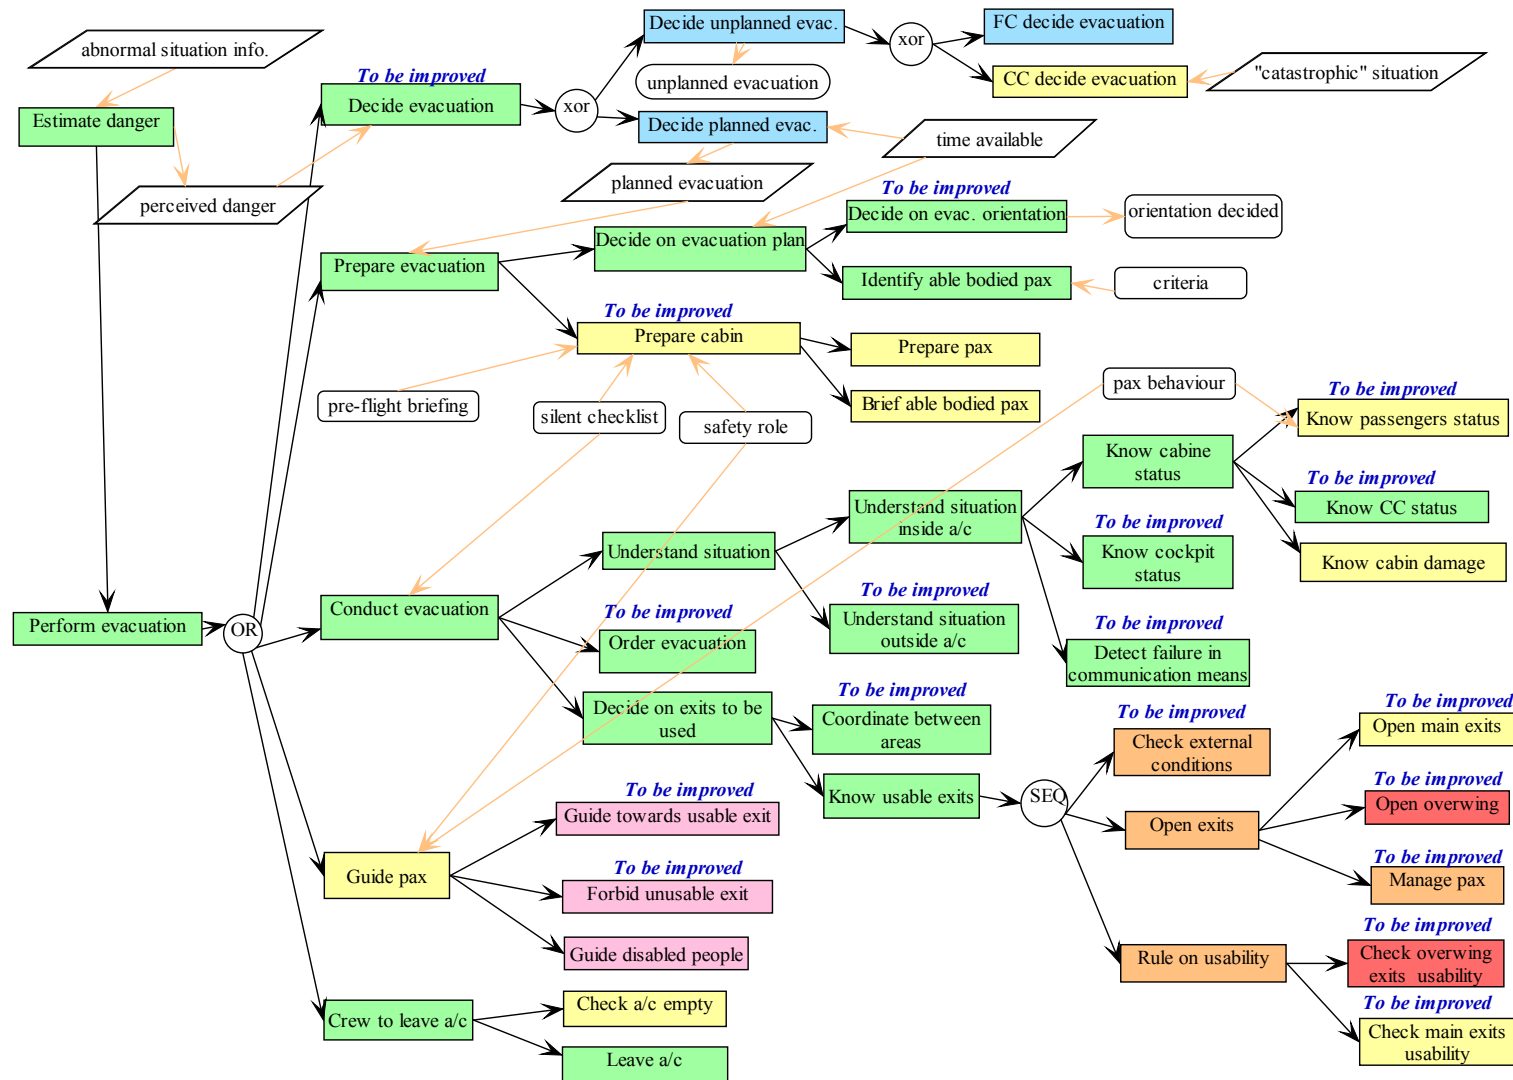 Decide unplanned evac.
FC decide evacuation
xor
abnormal situation info.
To be improved
unplanned evacuation
CC decide evacuation
"catastrophic" situation
Decide evacuation
xor
Estimate danger
Decide planned evac.
time available
planned evacuation
perceived danger
To be improved
Decide on evac. orientation
orientation decided
Decide on evacuation plan
Prepare evacuation
Identify able bodied pax
criteria
To be improved
Prepare cabin
Prepare pax
pre-flight briefing
silent checklist
safety role
Brief able bodied pax
pax behaviour
To be improved
Know passengers status
Know cabine
status
To be improved
Know CC status
Understand situation
inside a/c
To be improved
Know cockpit
status
Know cabin damage
Understand situation
To be improved
Understand situation
outside a/c
Conduct evacuation
To be improved
Order evacuation
Perform evacuation
OR
To be improved
Detect failure in
communication means
Decide on exits to be
used
To be improved
Coordinate between
areas
To be improved
Check external
conditions
To be improved
Open main exits
Know usable exits
SEQ
Open exits
To be improved
Open overwing
To be improved
Manage pax
To be improved
Guide towards usable exit
Guide pax
To be improved
Forbid unusable exit
Guide disabled people
Rule on usability
To be improved
Check overwing
exits usability
To be improved
Check main exits
usability
Crew to leave a/c
Check a/c empty
Leave a/c